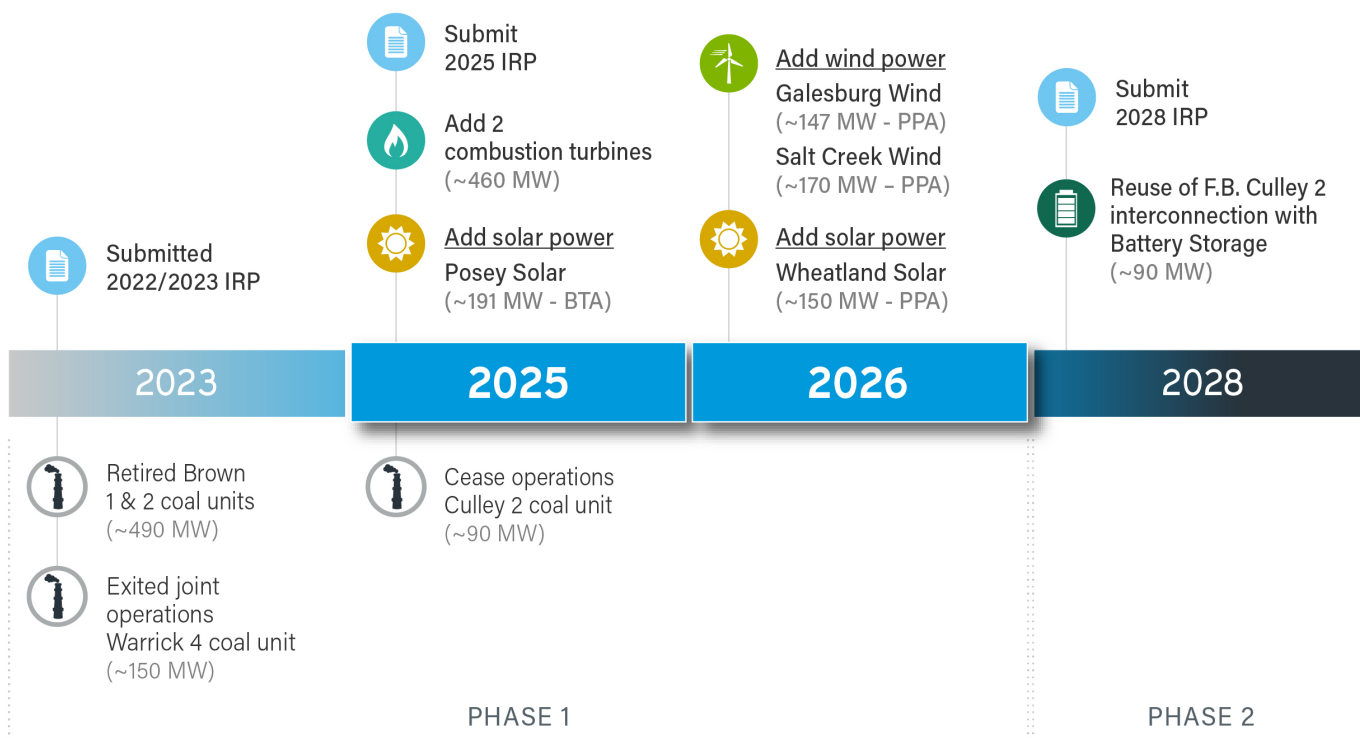 Submitted
2022/2023 IRP
2023
Retired Brown
1 & 2 coal units
(~490 MW)
Exited joint
operations
Warrick 4 coal unit
(~150 MW)
Submit
2025 IRP
Add 2
combustion turbines
(~460 MW)
Add solar power
Posey Solar
(~191 MW - BTA)
2025
Cease operations
Culley 2 coal unit
(~90 MW)
Add wind power
Galesburg Wind
(~147 MW - PPA)
Salt Creek Wind
(~170 MW – PPA)
Add solar power
Wheatland Solar
(~150 MW - PPA)
2026
PHASE 1
Submit
2028 IRP
Reuse of F.B. Culley 2
interconnection with
Battery Storage
(~90 MW)
2028
PHASE 2